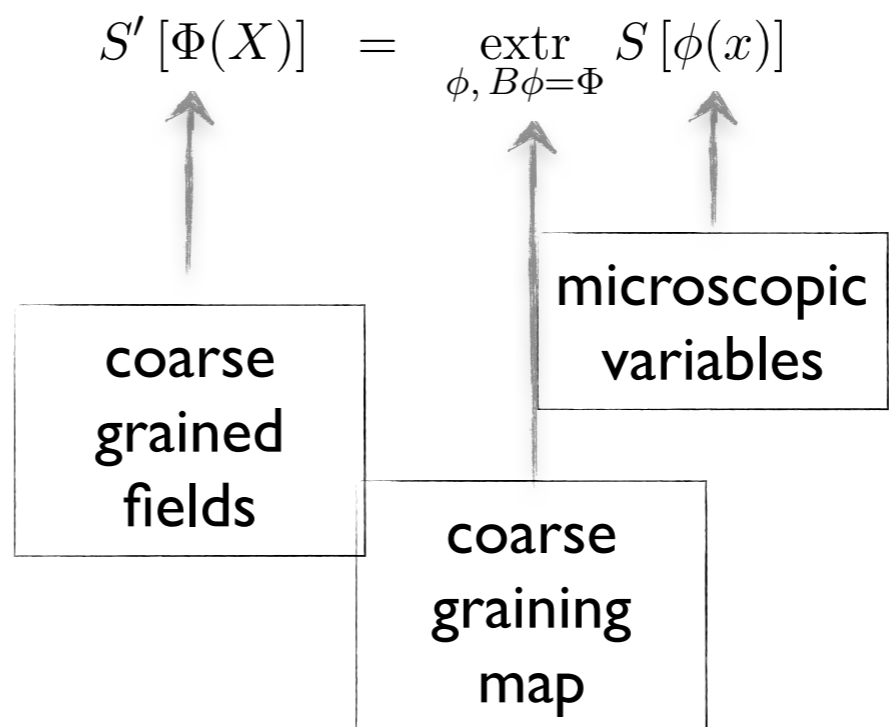 S′ [Φ(X)] = extr S [ϕ(x)]
ϕ, Bϕ=Φ
microscopic
variables
coarse
grained
fields
coarse
graining
map